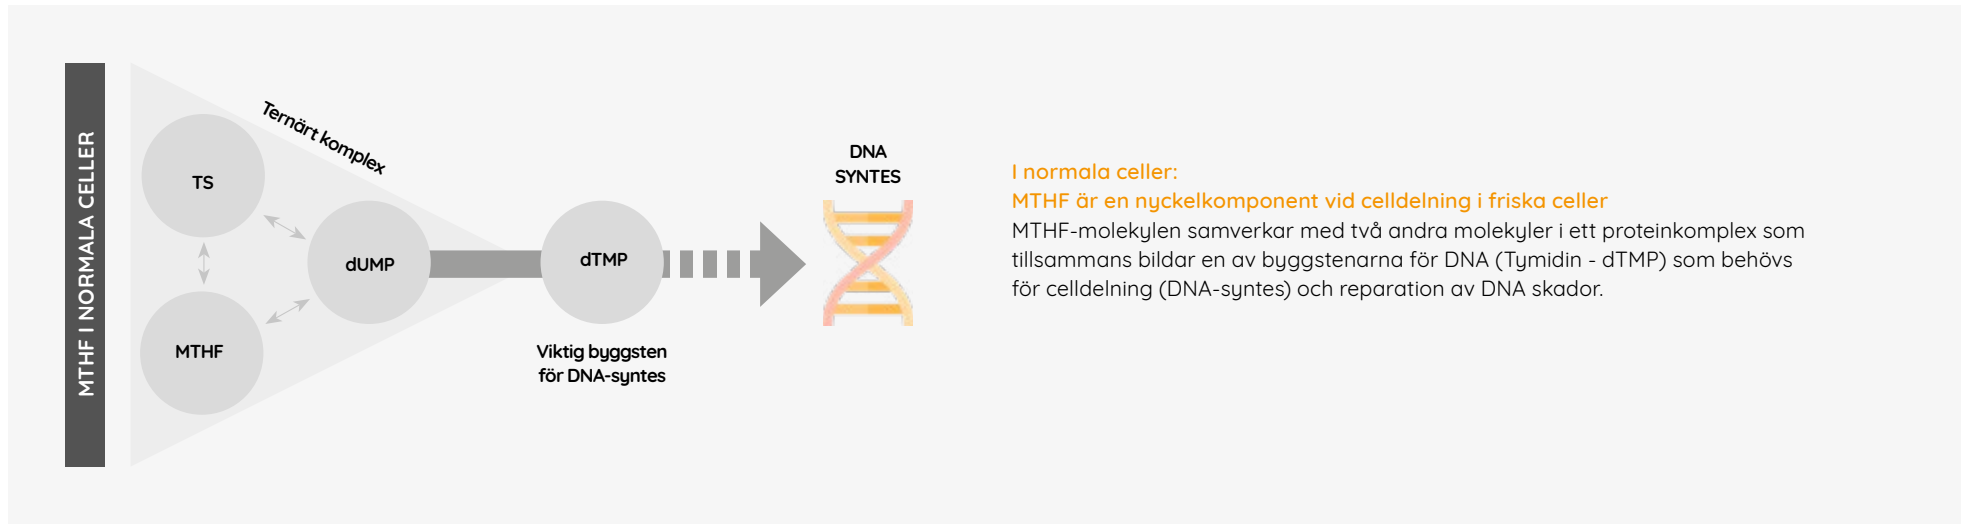 MTHF I NORMALA CELLER
Ternärt komplex
TS
dUMP
MTHF
dTMP
Viktig byggsten
för DNA-syntes
DNA
SYNTES
I normala celler:
MTHF är en nyckelkomponent vid celldelning i friska celler
MTHF-molekylen samverkar med två andra molekyler i ett proteinkomplex som
tillsammans bildar en av byggstenarna för DNA (Tymidin - dTMP) som behövs
för celldelning (DNA-syntes) och reparation av DNA skador.